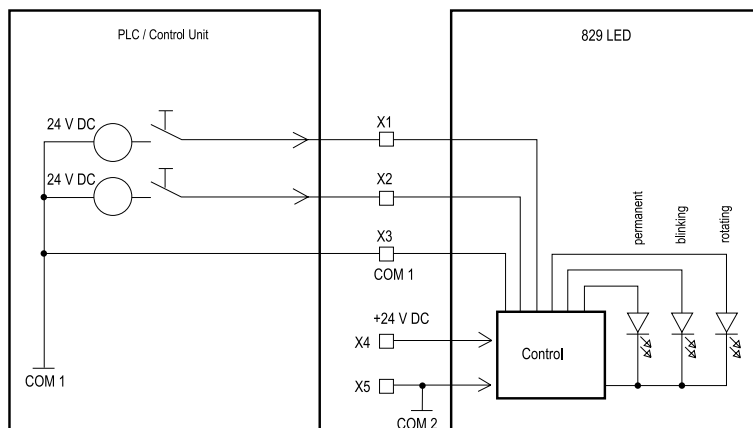 PLC / Control Unit
829 LED
24 V DC
X1
24 V DC
X2
X3
COM 1
permanent
blinking
rotating
+24 V DC
X4
Control
COM 1
X5
COM 2